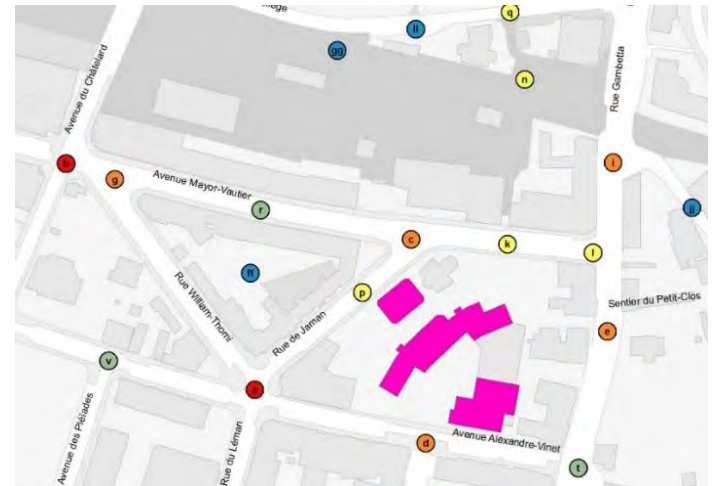 q
ll
gg
n
Avenue du Châtelard
Rue Gambetta
b
g
Avenue Mayor-Vautier
i
r
jj
c
k
l
ff
p
Rue William-Thomi
Rue de Jaman
Sentier du Petit-Clos
e
v
a
d
Avenue Alexandre-Vinet
Avenue des Pléiades
Rue du Léman
t